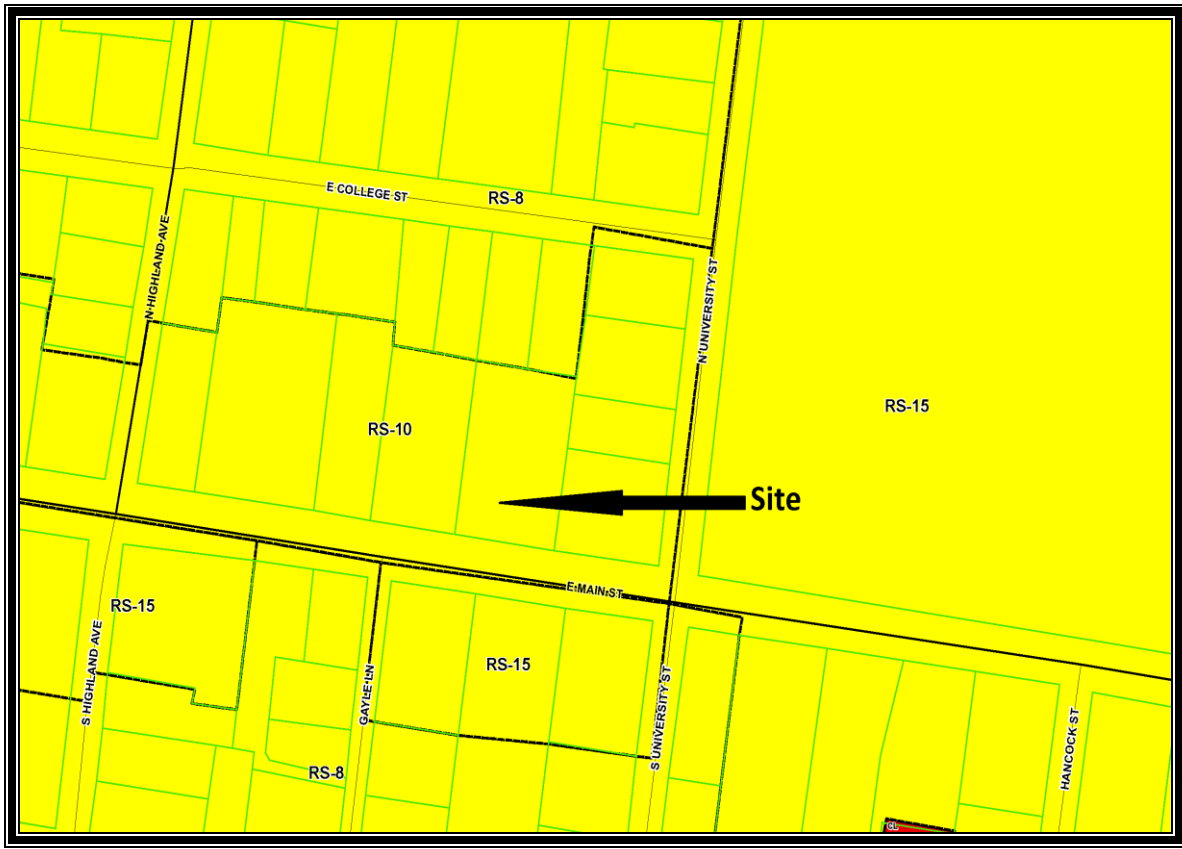 E COLLEGE ST
RS-8
N HIGHLAND AVE
N UNIVERSITY ST
RS-15
RS-10
Site
E MAIN ST
RS-15
RS-15
S HIGHLAND AVE
GAYLE LN
S UNIVERSITY ST
HANCOCK ST
RS-8
CL